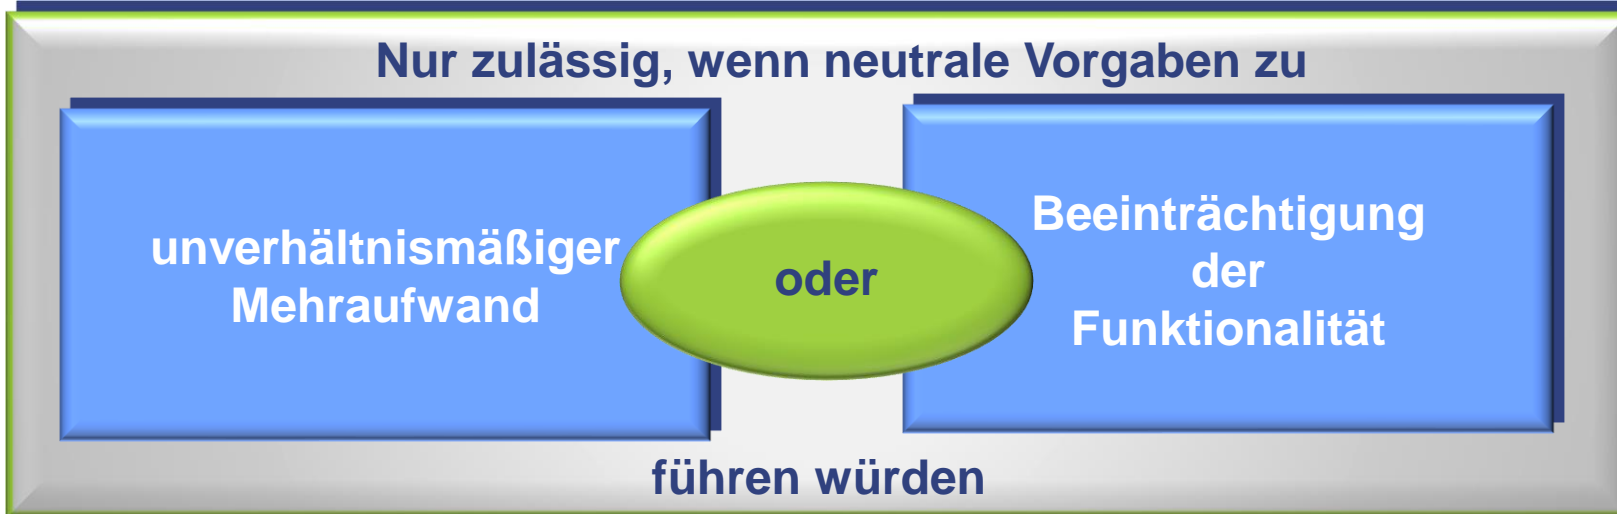 Nur zulässig, wenn neutrale Vorgaben zu
unverhältnismäßiger
Mehraufwand
oder
Beeinträchtigung
der
Funktionalität
führen würden